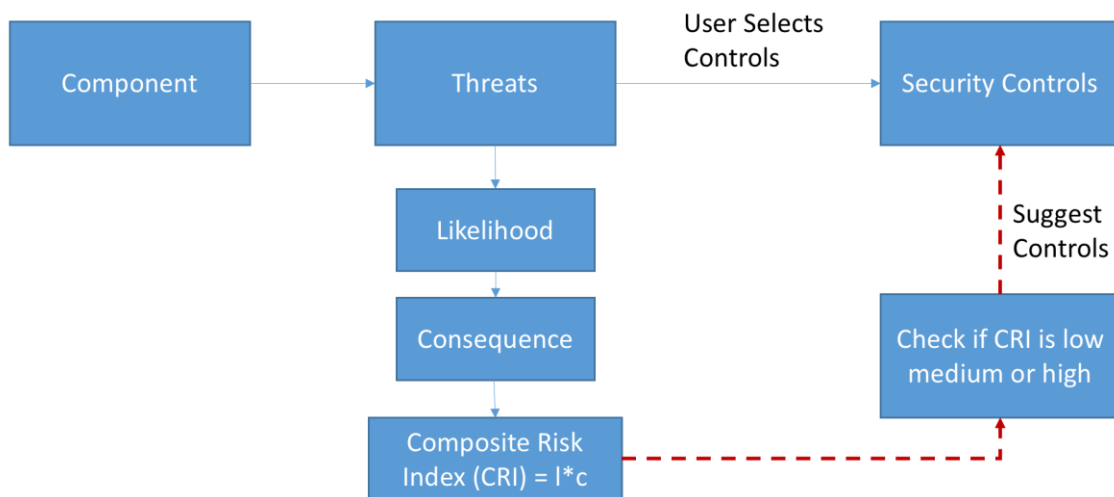 User Selects
Controls
Component
Threats
Security Controls
Likelihood
Suggest
Controls
Consequence
Check if CRI is low
medium or high
Composite Risk
Index (CRI) = l*c